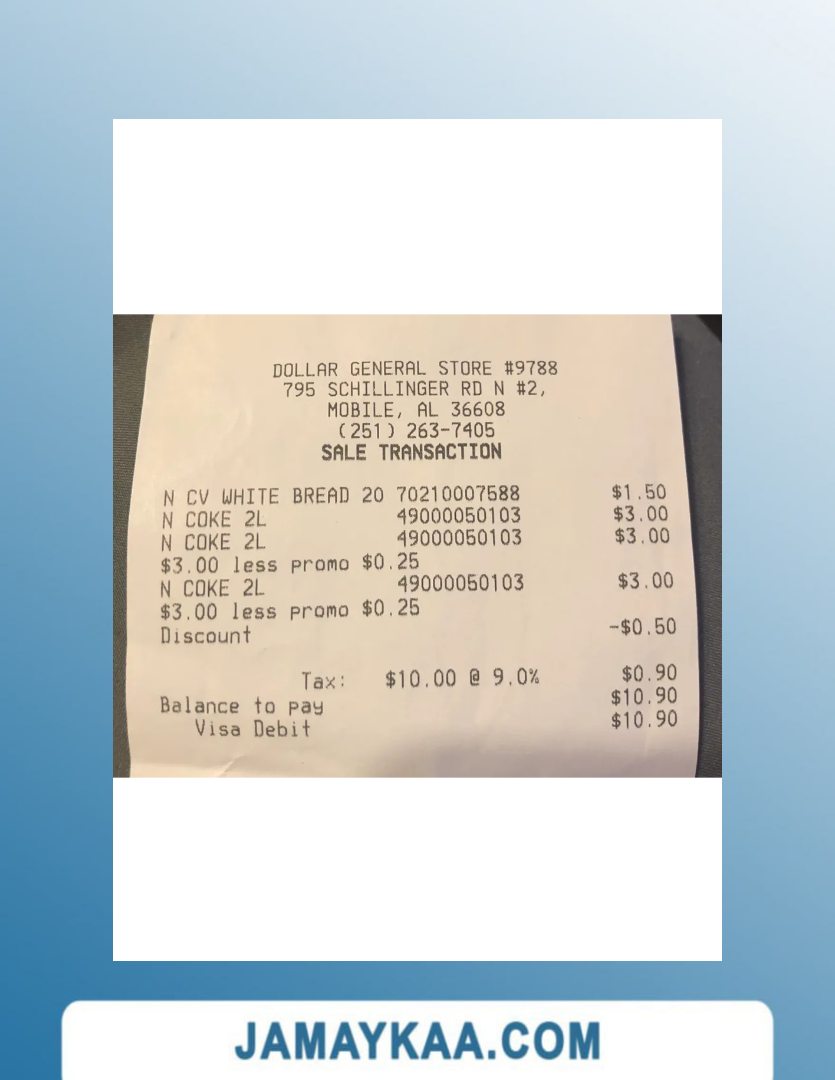 DOLLAR GENERAL STORE #9788
795 SCHILLINGER RD N #2,
MOBILE, AL 36608
(251) 263-7405
SALE TRANSACTION
N CV WHITE BREAD 20 70210007588 $1.50
N COKE 2L 49000050103 $3.00
N COKE 2L 49000050103 $3.00
$3.00 less promo $0.25
N COKE 2L 49000050103 $3.00
$3.00 less promo $0.25
Discount -$0.50
Tax: $10.00 @ 9.0% $0.90
Balance to pay $10.90
Visa Debit $10.90
JAMAYKAA.COM